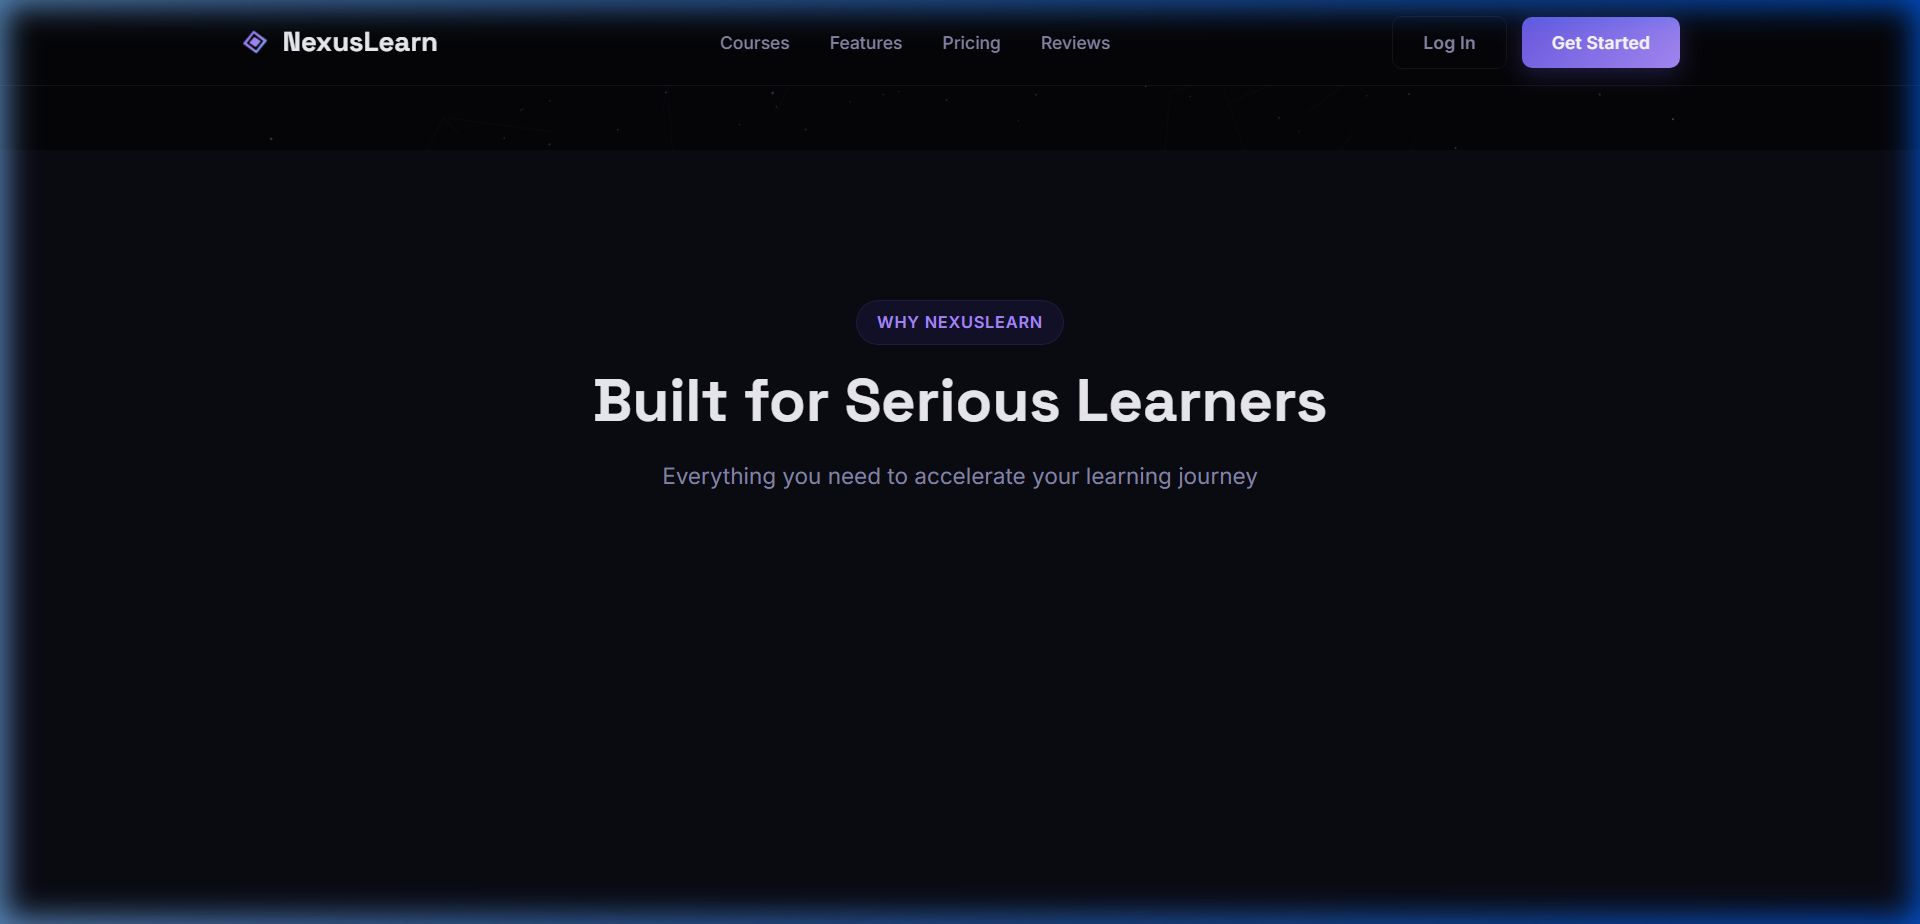 NexusLearn
Courses
Features
Pricing
Reviews
Log In
Get Started
WHY NEXUSLEARN
Built for Serious Learners
Everything you need to accelerate your learning journey